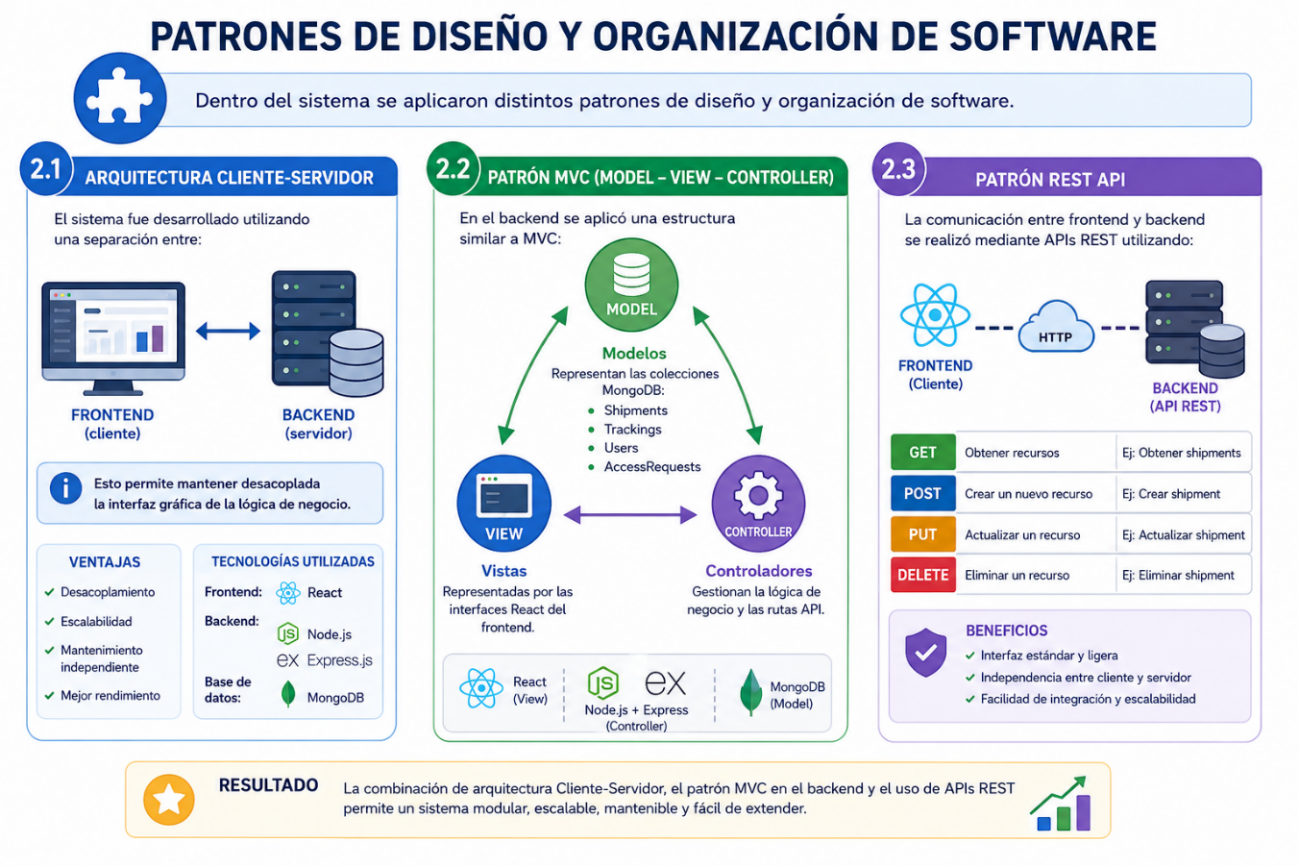 PATRONES DE DISEÑO Y ORGANIZACIÓN DE SOFTWARE
Dentro del sistema se aplicaron distintos patrones de diseño y organización de software.
2.1
ARQUITECTURA CLIENTE-SERVIDOR
El sistema fue desarrollado utilizando
una separación entre:
FRONTEND
(cliente)
BACKEND
(servidor)
Esto permite mantener desacoplada
la interfaz gráfica de la lógica de negocio.
VENTAJAS
Desacoplamiento
Escalabilidad
Mantenimiento
independiente
Mejor rendimiento
TECNOLOGÍAS UTILIZADAS
Frontend:
React
Backend:
JS
Node.js
ex
Express.js
Base de
datos:
MongoDB
2.2
PATRÓN MVC (MODEL – VIEW – CONTROLLER)
En el backend se aplicó una estructura
similar a MVC:
MODEL
Modelos
Representan las colecciones
MongoDB:
Shipments
Trackings
Users
AccessRequests
VIEW
Vistas
Representadas por las
interfaces React del
frontend.
CONTROLLER
Controladores
Gestionan la lógica de
negocio y las rutas API.
React
(View)
JS
ex
Node.js + Express
(Controller)
MongoDB
(Model)
2.3
PATRÓN REST API
La comunicación entre frontend y backend
se realizó mediante APIs REST utilizando:
FRONTEND
(Cliente)
HTTP
BACKEND
(API REST)
GET Obtener recursos Ej: Obtener shipments
POST Crear un nuevo recurso Ej: Crear shipment
PUT Actualizar un recurso Ej: Actualizar shipment
DELETE Eliminar un recurso Ej: Eliminar shipment
BENEFICIOS
Interfaz estándar y ligera
Independencia entre cliente y servidor
Facilidad de integración y escalabilidad
RESULTADO
La combinación de arquitectura Cliente-Servidor, el patrón MVC en el backend y el uso de APIs REST
permite un sistema modular, escalable, mantenible y fácil de extender.